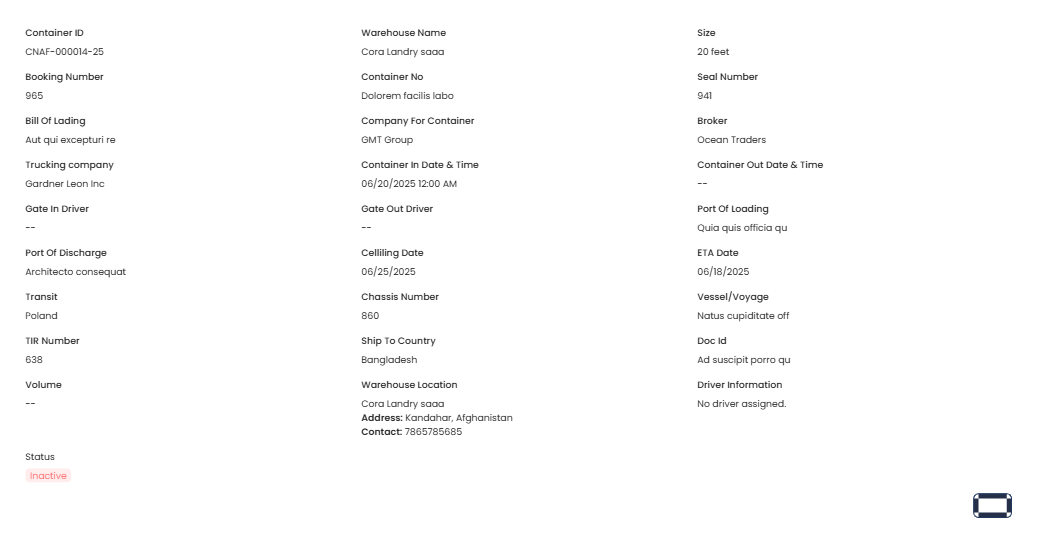 Container ID
CNAF-000014-25
Warehouse Name
Cora Landry saaa
Size
20 feet
Booking Number
965
Container No
Dolorem facilis labo
Seal Number
941
Bill Of Lading
Aut qui excepturi re
Company For Container
GMT Group
Broker
Ocean Traders
Trucking company
Gardner Leon Inc
Container In Date & Time
06/20/2025 12:00 AM
Container Out Date & Time
--
Gate In Driver
--
Gate Out Driver
--
Port Of Loading
Quia quis officia qu
Port Of Discharge
Architecto consequat
Celliling Date
06/25/2025
ETA Date
06/18/2025
Transit
Poland
Chassis Number
860
Vessel/Voyage
Natus cupiditate off
TIR Number
638
Ship To Country
Bangladesh
Doc Id
Ad suscipit porro qu
Volume
--
Warehouse Location
Cora Landry saaa
Address: Kandahar, Afghanistan
Contact: 7865785685
Driver Information
No driver assigned.
Status
Inactive